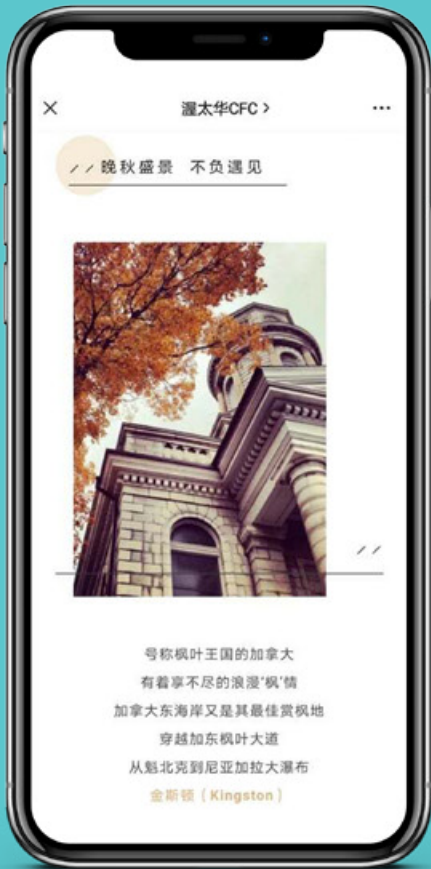 渥太华CFC >
// 晚秋盛景 不负遇见
//
号称枫叶王国的加拿大
有着享不尽的浪漫‘枫’情
加拿大东海岸又是其最佳赏枫地
穿越加东枫叶大道
从魁北克到尼亚加拉大瀑布
金斯顿（Kingston）